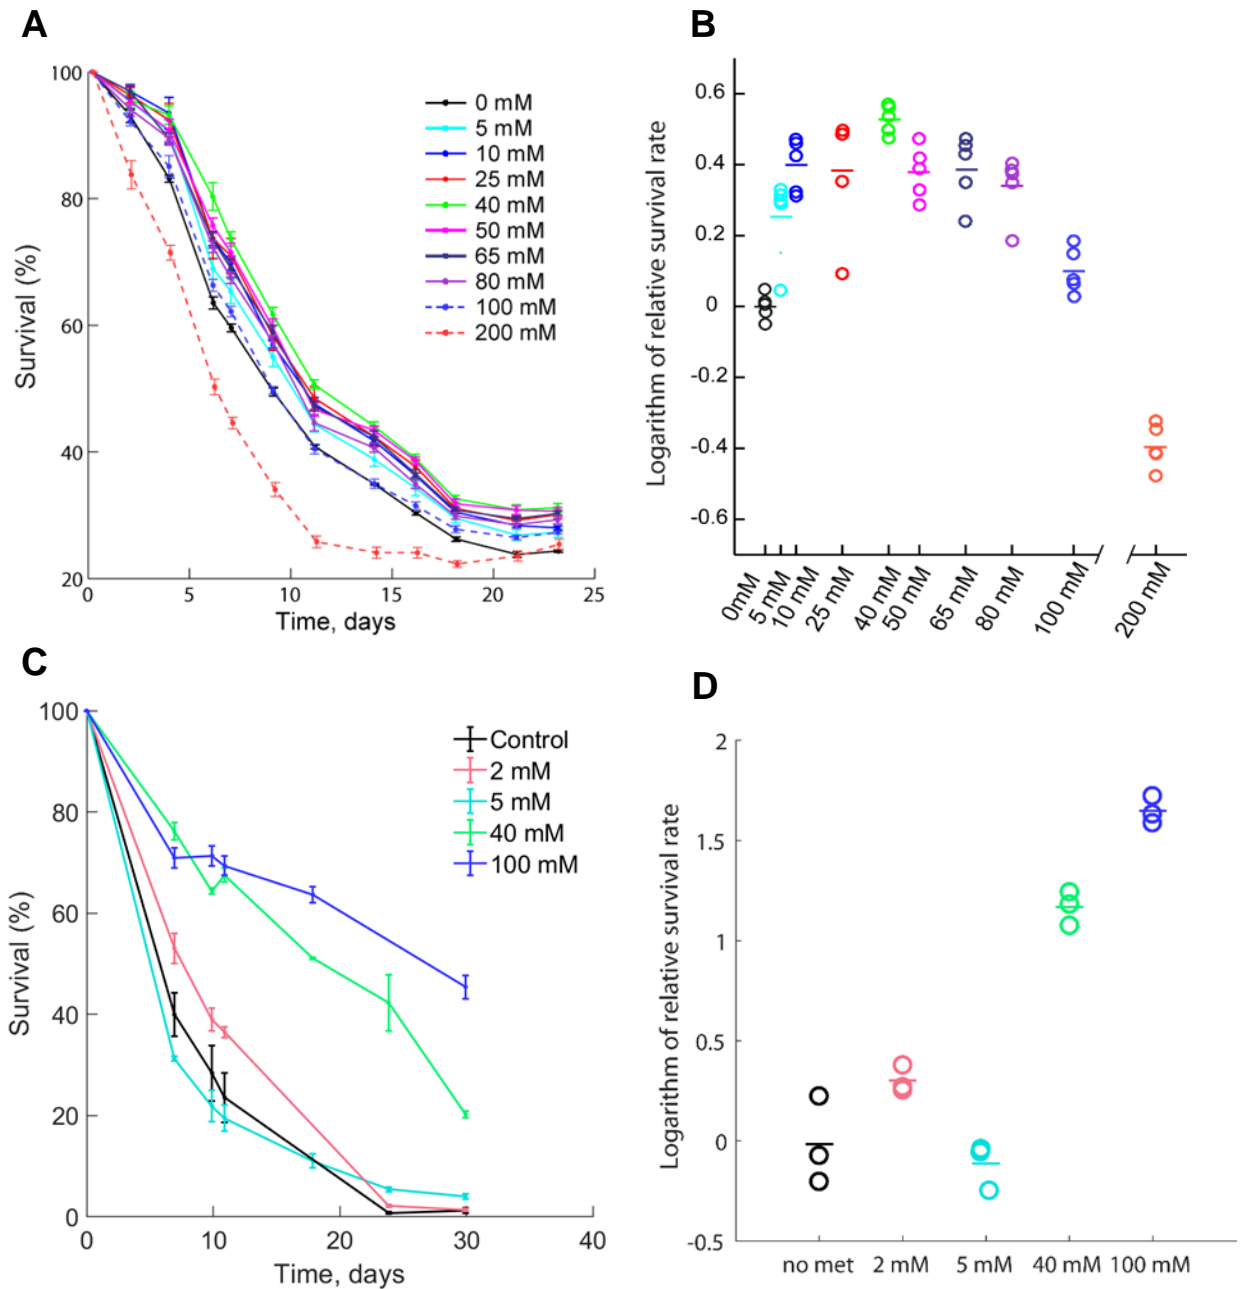 A
B
100
80
60
40
20
0
5
10
15
20
25
Survival (%)
Time, days
0 mM
5 mM
10 mM
25 mM
40 mM
50 mM
65 mM
80 mM
100 mM
200 mM
Logarithm of relative survival rate
0.6
0.4
0.2
0
-0.2
-0.4
-0.6
0mM
5 mM
10 mM
25 mM
40 mM
50 mM
65 mM
80 mM
100 mM
200 mM
C
D
100
80
60
40
20
0
0
10
20
30
40
Survival (%)
Time, days
Control
2 mM
5 mM
40 mM
100 mM
Logarithm of relative survival rate
2
1.5
1
0.5
0
-0.5
no met
2 mM
5 mM
40 mM
100 mM